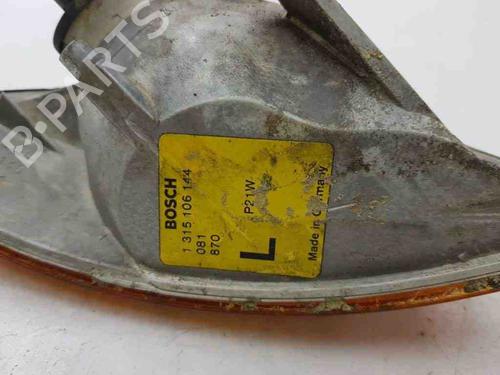 B-PARTS
BOSCH
1 315 106 144
081
870
P21W
L
Made in Germany